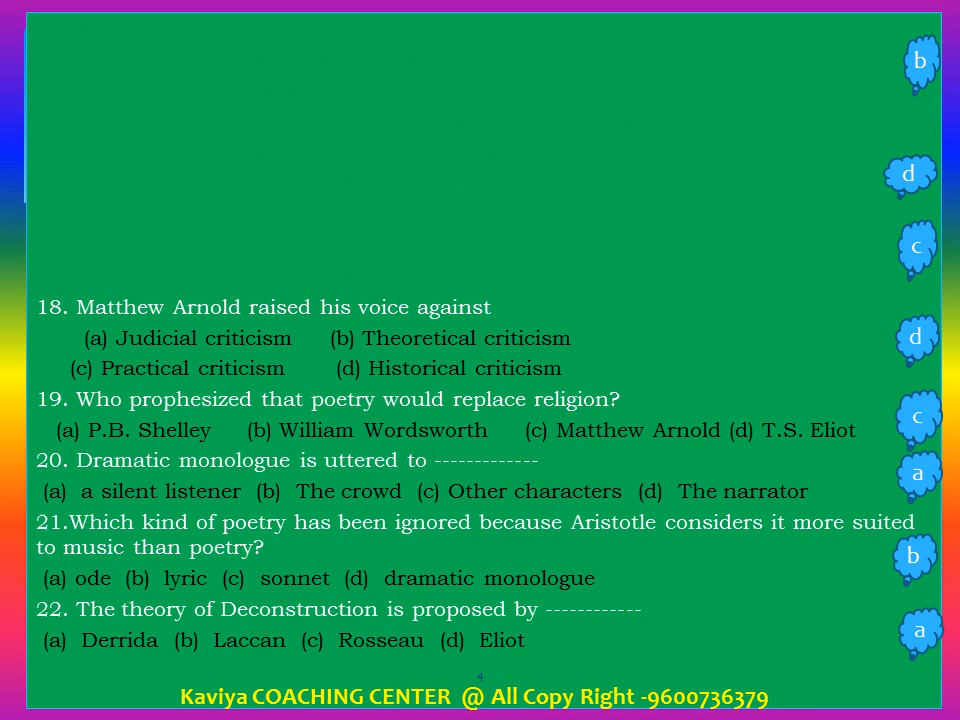 b
d
c
18. Matthew Arnold raised his voice against
d
(a) Judicial criticism (b) Theoretical criticism
(c) Practical criticism (d) Historical criticism
19. Who prophesized that poetry would replace religion?
c
(a) P.B. Shelley (b) William Wordsworth (c) Matthew Arnold (d) T.S. Eliot
20. Dramatic monologue is uttered to -------------
a
(a) a silent listener (b) The crowd (c) Other characters (d) The narrator
21.Which kind of poetry has been ignored because Aristotle considers it more suited
to music than poetry?
b
(a) ode (b) lyric (c) sonnet (d) dramatic monologue
22. The theory of Deconstruction is proposed by ------------
a
(a) Derrida (b) Laccan (c) Rosseau (d) Eliot
4
Kaviya COACHING CENTER @ All Copy Right -9600736379